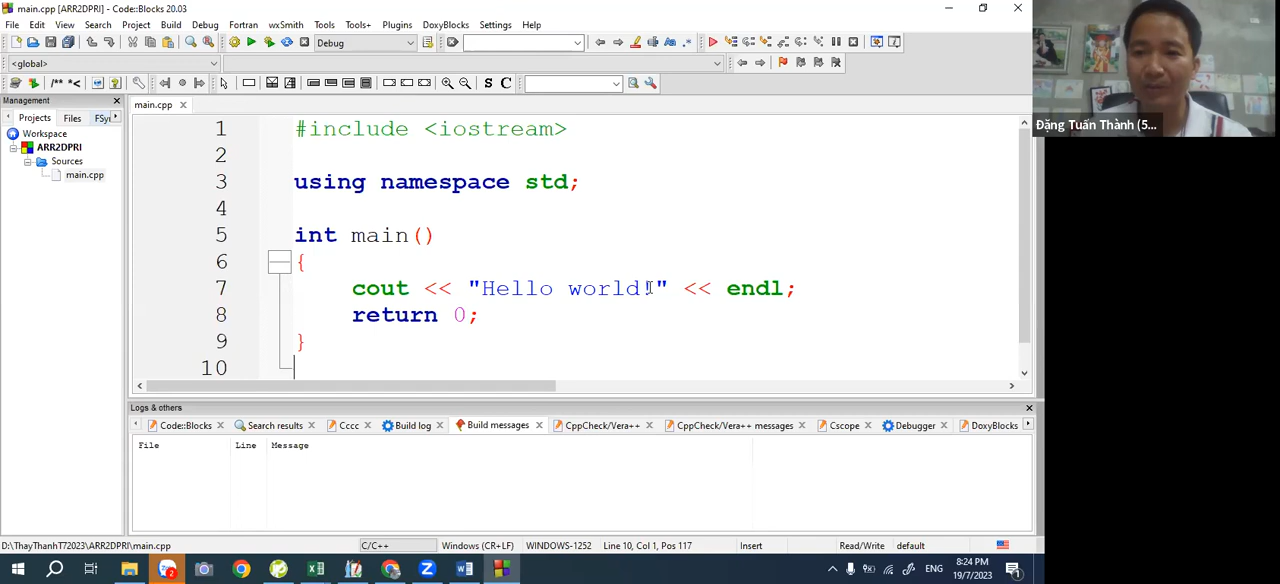 main.cpp [ARR2DPRI] - Code::Blocks 20.03
File Edit View Search Project Build Debug Fortran wxSmith Tools Tools+ Plugins DoxyBlocks Settings Help
Debug
<global>
/** *<
S C
Management
main.cpp
Projects Files FSy
Workspace
ARR2DPRI
Sources
main.cpp
1 #include <iostream>
2
3 using namespace std;
4
5 int main()
6 {
7 cout << "Hello world!" << endl;
8 return 0;
9 }
10
Đặng Tuấn Thành (5...
Logs & others
Code::Blocks Search results Cccc Build log Build messages CppCheck/Vera++ CppCheck/Vera++ messages Cscope Debugger DoxyBlocks
File Line Message
D:\ThayThanhT72023\ARR2DPRI\main.cpp C/C++ Windows (CR+LF) WINDOWS-1252 Line 10, Col 1, Pos 117 Insert Read/Write default
ENG
8:24 PM
19/7/2023